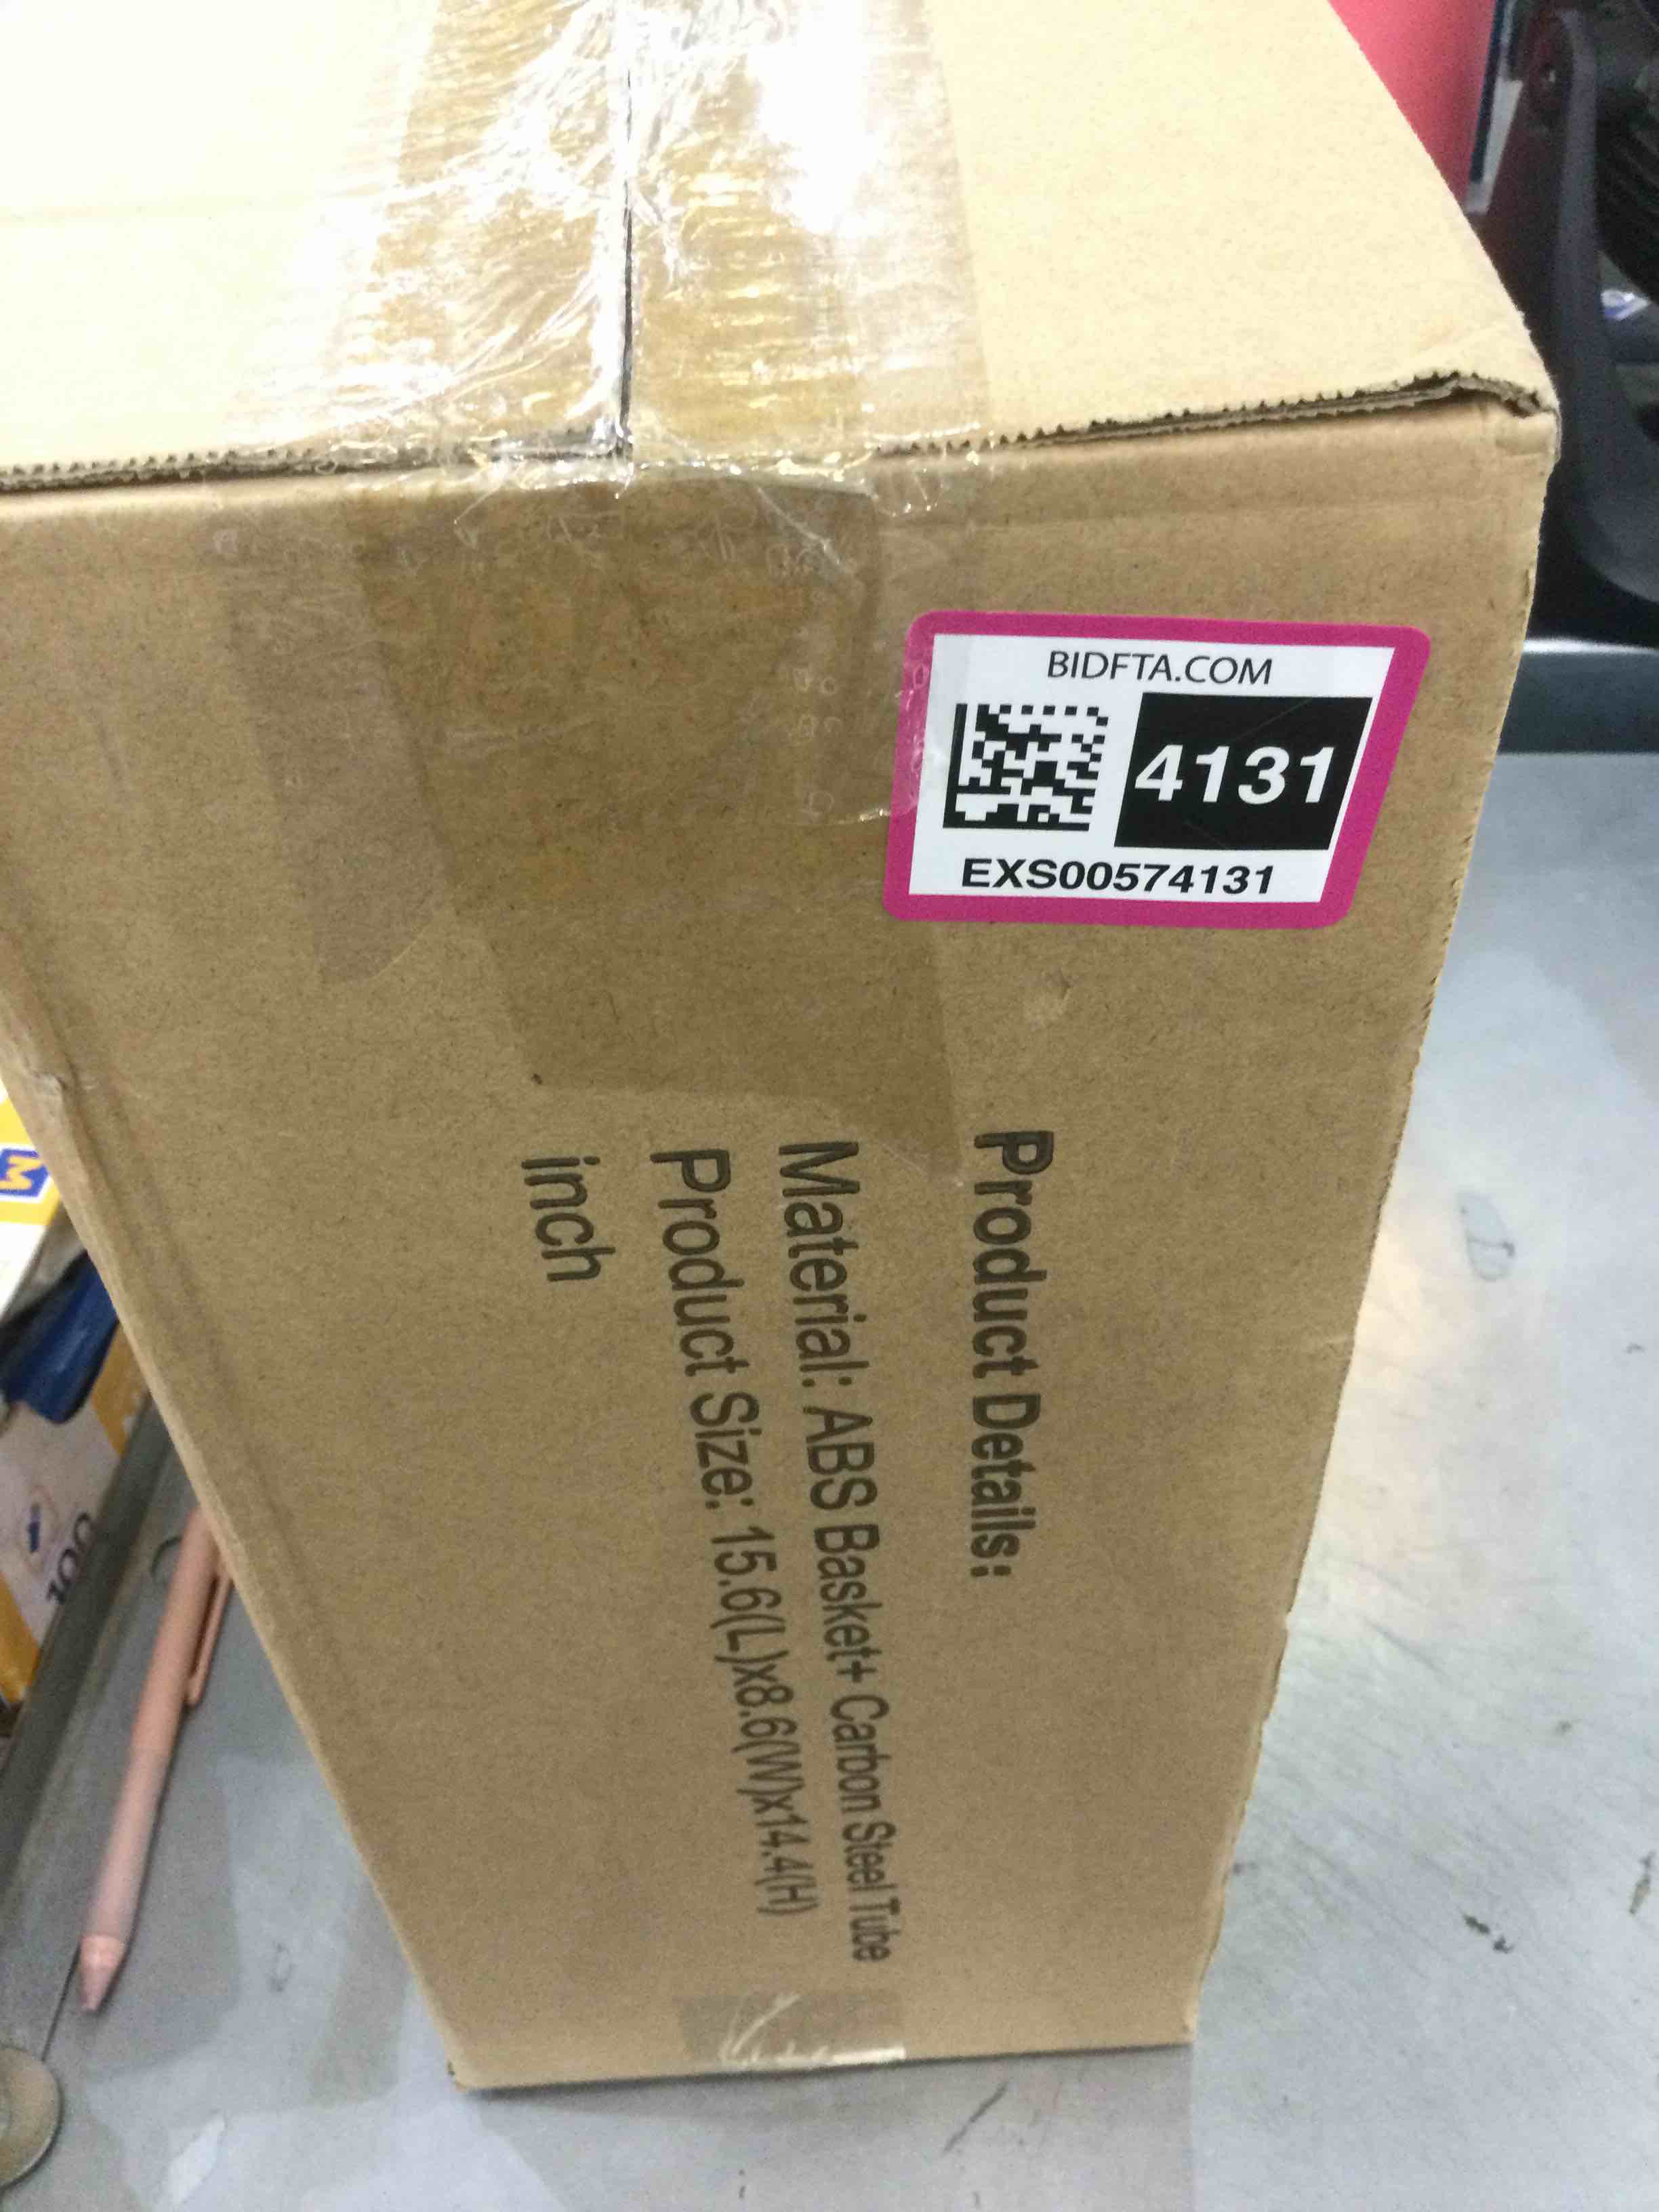 BIDFTA.COM
4131
EXS00574131
Product Details:
Material: ABS Basket+ Carbon Steel Tube
Product Size: 15.6(L)x8.6(W)x14.4(H)
inch
M
100